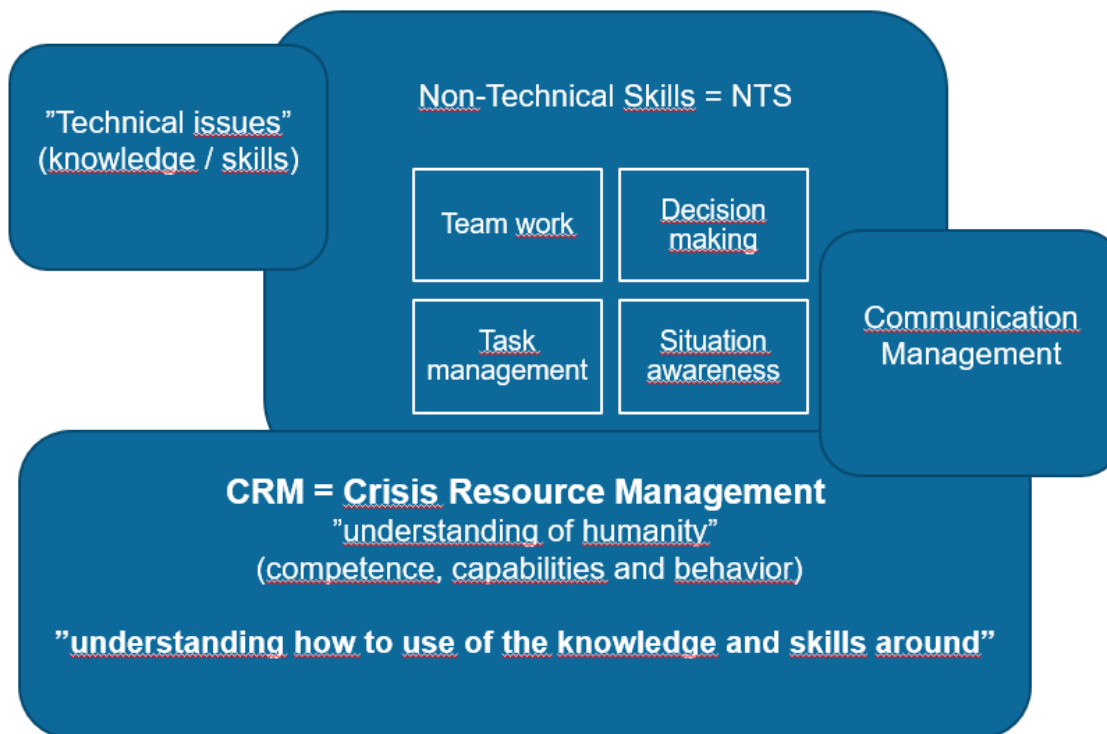 ”Technical issues”
(knowledge / skills)
Non-Technical Skills = NTS
Team work
Decision
making
Task
management
Situation
awareness
Communication
Management
CRM = Crisis Resource Management
”understanding of humanity”
(competence, capabilities and behavior)
”understanding how to use of the knowledge and skills around”